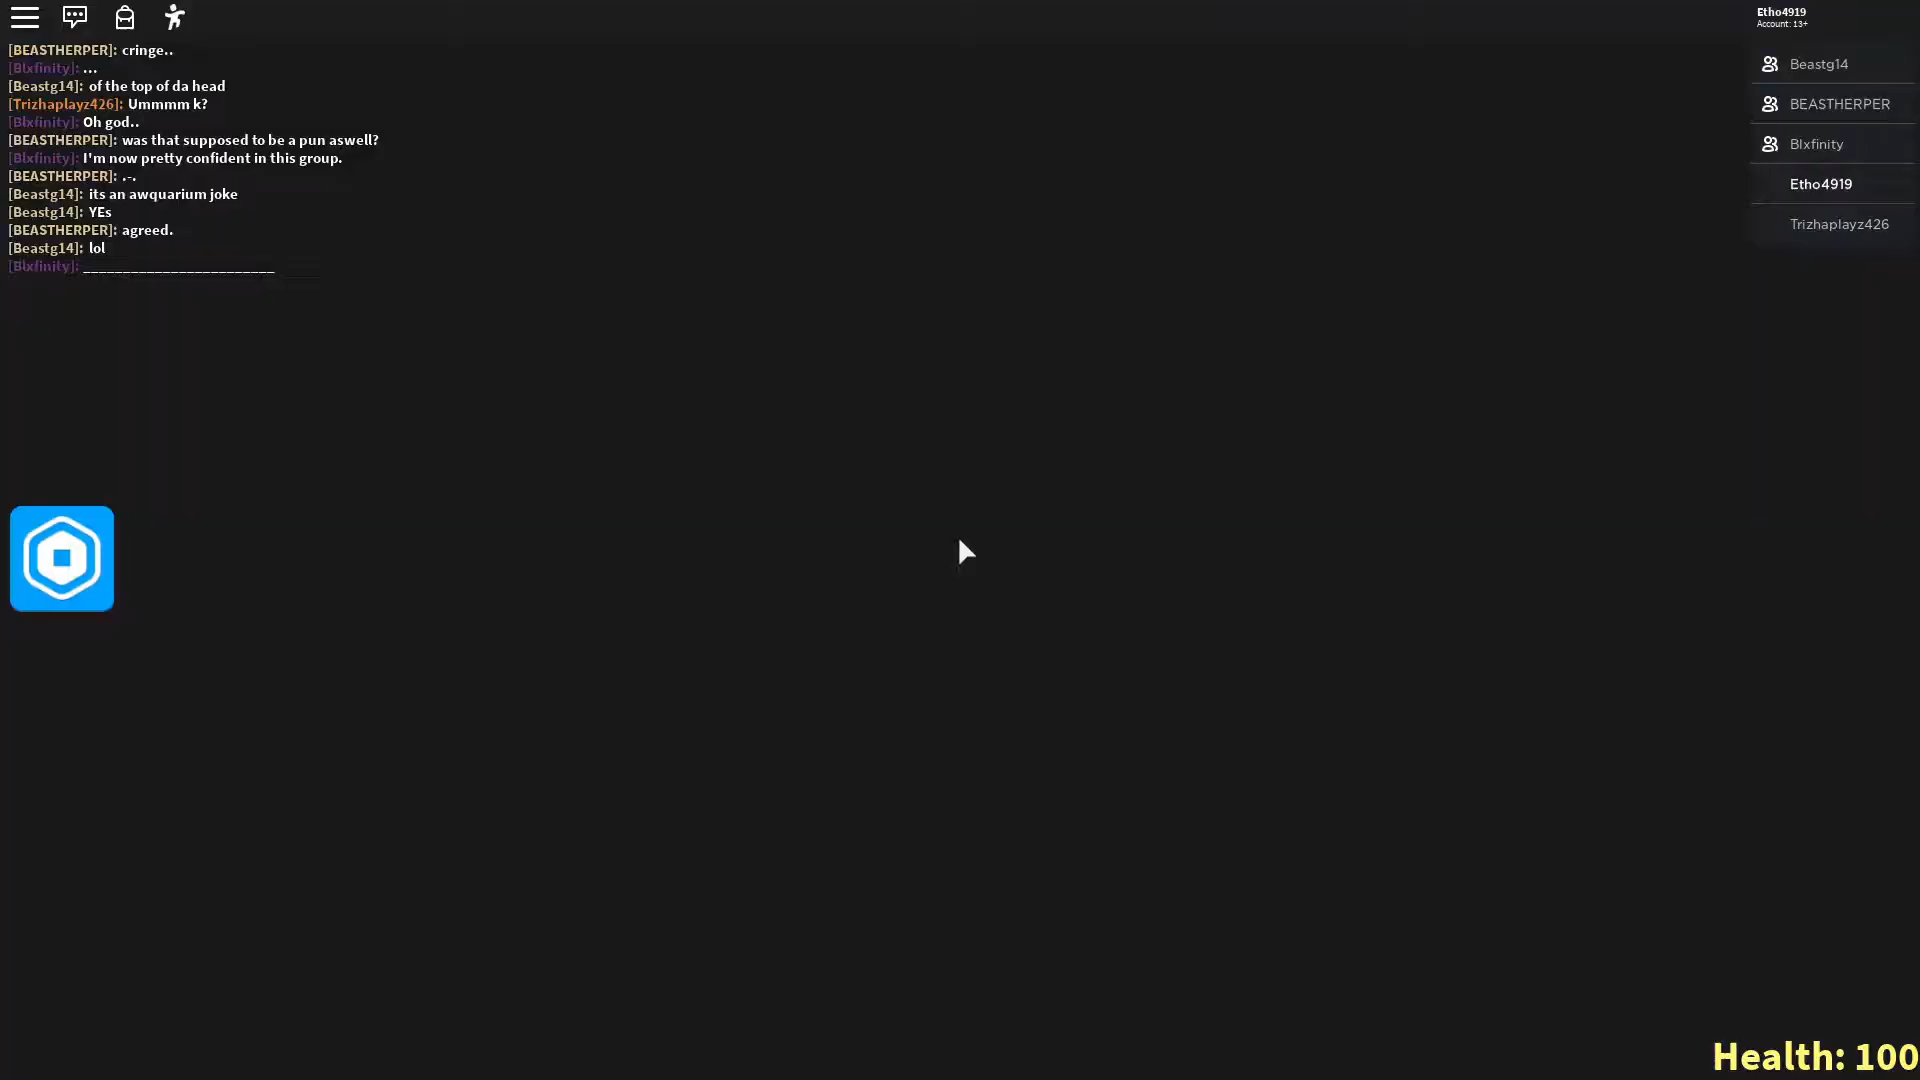 Etho4919
Account: 13+
[BEASTHERPER]: cringe..
[Blxfinity]: ...
[Beastg14]: of the top of da head
[Trizhaplayz426]: Ummmm k?
[Blxfinity]: Oh god..
[BEASTHERPER]: was that supposed to be a pun aswell?
[Blxfinity]: I'm now pretty confident in this group.
[BEASTHERPER]: .-.
[Beastg14]: its an awquarium joke
[Beastg14]: YEs
[BEASTHERPER]: agreed.
[Beastg14]: lol
[Blxfinity]: ________________________
Beastg14
BEASTHERPER
Blxfinity
Etho4919
Trizhaplayz426
Health: 100